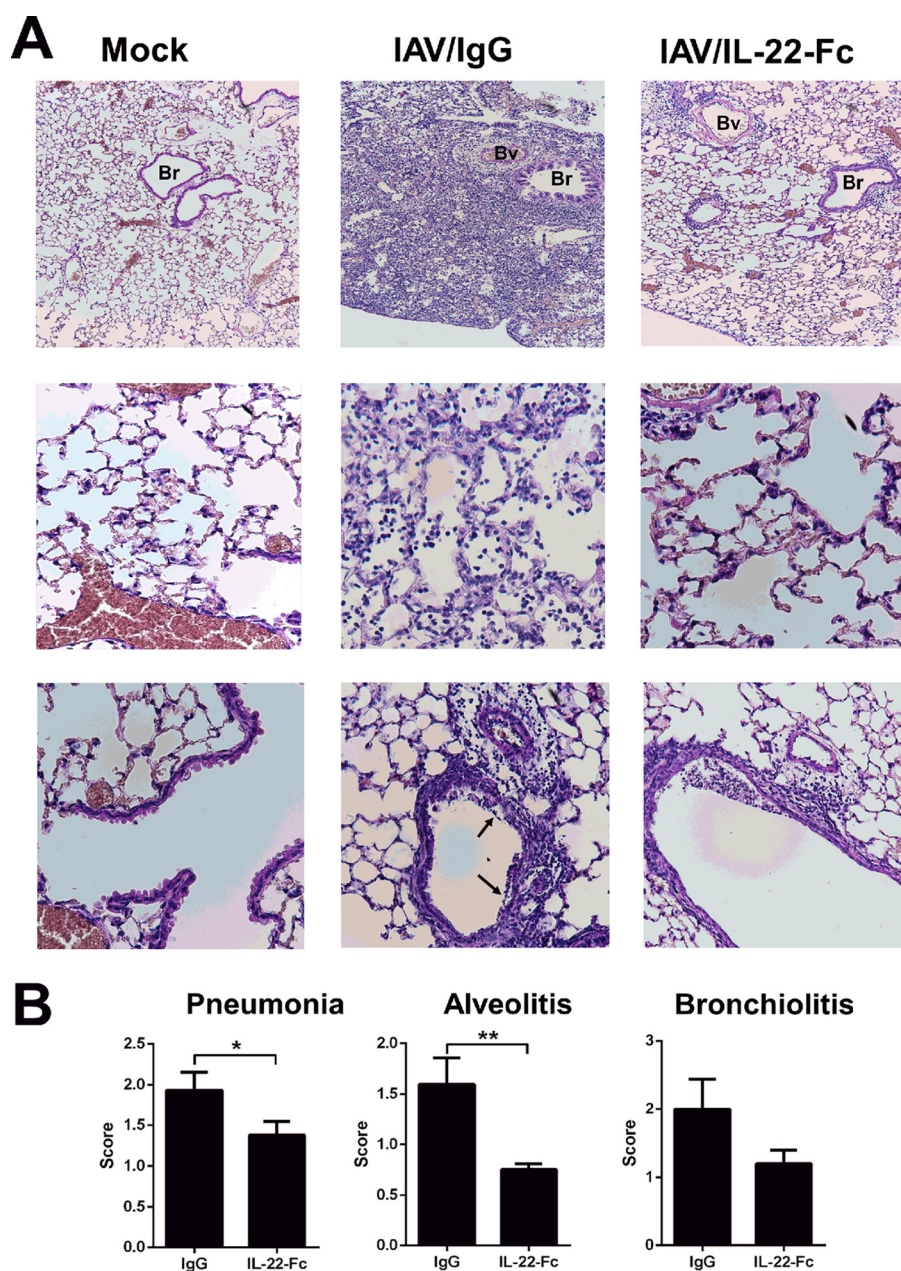 A
Mock IAV/IgG IAV/IL-22-Fc
Br
Bv
Br
Bv
Br
B
Pneumonia Alveolitis Bronchiolitis
Score
2.5
2.0
1.5
1.0
0.5
0.0
*
IgG IL-22-Fc
Score
2.0
1.5
1.0
0.5
0.0
**
IgG IL-22-Fc
Score
3
2
1
0
IgG IL-22-Fc